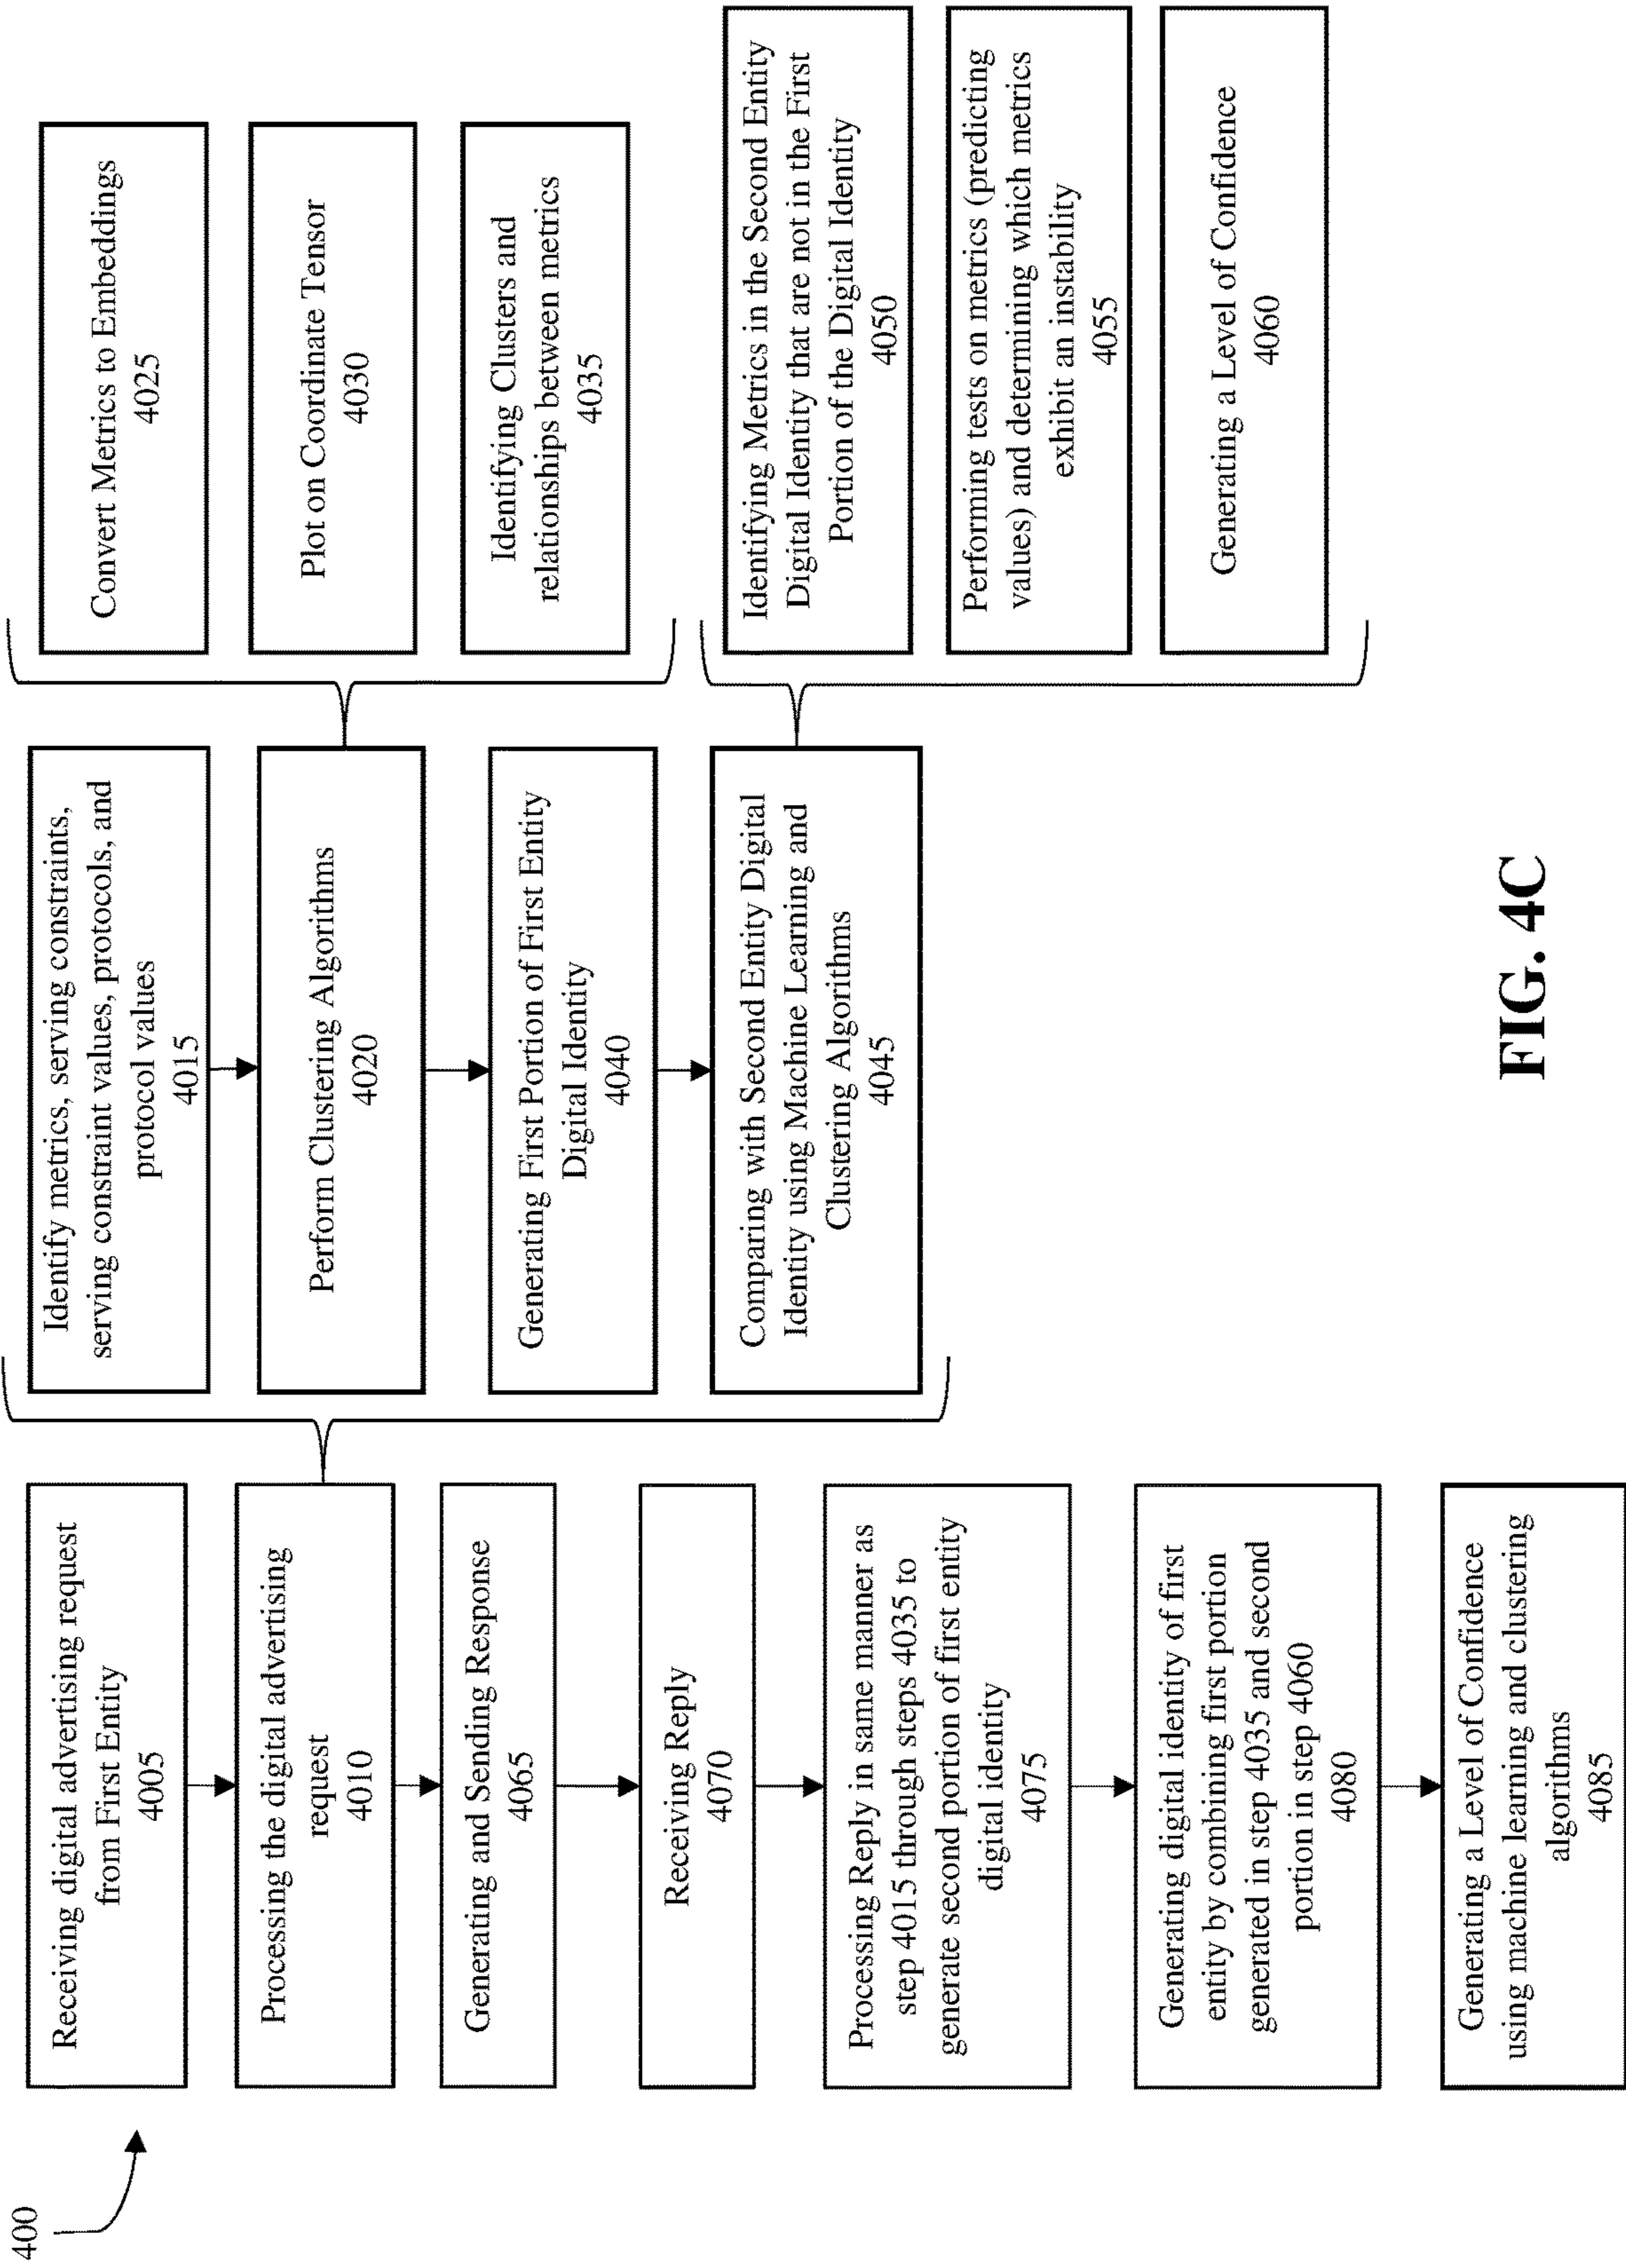 400
Receiving digital advertising request
from First Entity
4005
Processing the digital advertising
request
4010
Generating and Sending Response
4065
Receiving Reply
4070
Processing Reply in same manner as
step 4015 through steps 4035 to
generate second portion of first entity
digital identity
4075
Generating digital identity of first
entity by combining first portion
generated in step 4035 and second
portion in step 4060
4080
Generating a Level of Confidence
using machine learning and clustering
algorithms
4085
Identify metrics, serving constraints,
serving constraint values, protocols, and
protocol values
4015
Perform Clustering Algorithms
4020
Generating First Portion of First Entity
Digital Identity
4040
Comparing with Second Entity Digital
Identity using Machine Learning and
Clustering Algorithms
4045
Convert Metrics to Embeddings
4025
Plot on Coordinate Tensor
4030
Identifying Clusters and
relationships between metrics
4035
Identifying Metrics in the Second Entity
Digital Identity that are not in the First
Portion of the Digital Identity
4050
Performing tests on metrics (predicting
values) and determining which metrics
exhibit an instability
4055
Generating a Level of Confidence
4060
FIG. 4C